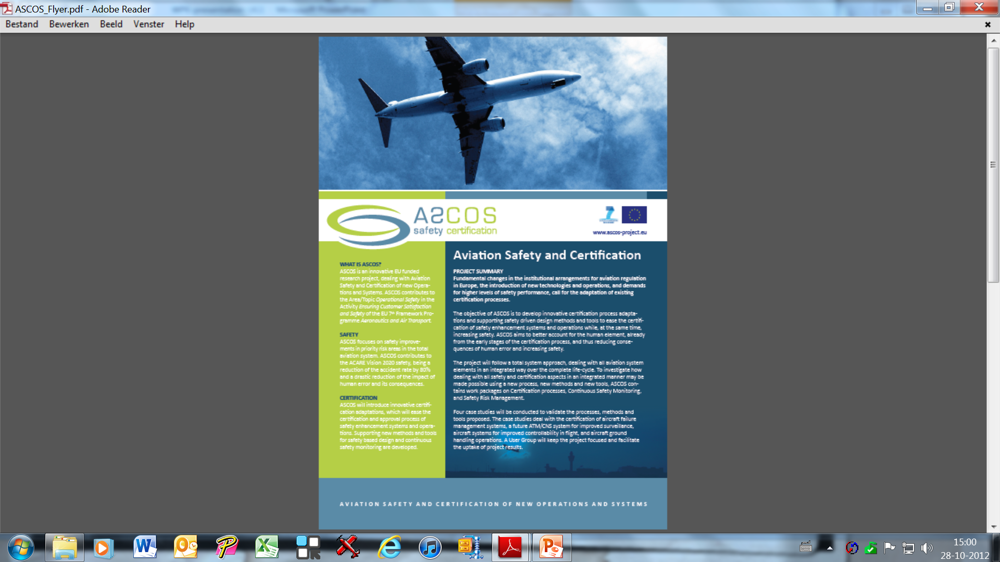 ASCOS_Flyer.pdf - Adobe Reader
Bestand Bewerken Beeld Venster Help
ASCOS
safety certification
www.ascos-project.eu
WHAT IS ASCOS?
ASCOS is an innovative EU funded
research project, dealing with Aviation
Safety and Certification of new Opera-
tions and Systems. ASCOS contributes to
the Area/Topic Operational Safety in the
Activity Ensuring Customer Satisfaction
and Safety of the EU 7th Framework Pro-
gramme Aeronautics and Air Transport.
SAFETY
ASCOS focuses on safety improve-
ments in priority risk areas in the total
aviation system. ASCOS contributes to
the ACARE Vision 2020 safety, being a
reduction of the accident rate by 80%
and a drastic reduction of the impact of
human error and its consequences.
CERTIFICATION
ASCOS will introduce innovative certifi-
cation adaptations, which will ease the
certification and approval process of
safety enhancement systems and opera-
tions. Supporting new methods and tools
for safety based design and continuous
safety monitoring are developed.
Aviation Safety and Certification
PROJECT SUMMARY
Fundamental changes in the institutional arrangements for aviation regulation
in Europe, the introduction of new technologies and operations, and demands
for higher levels of safety performance, call for the adaptation of existing
certification processes.
The objective of ASCOS is to develop innovative certification process adapta-
tions and supporting safety driven design methods and tools to ease the certifi-
cation of safety enhancement systems and operations while, at the same time,
increasing safety. ASCOS aims to better account for the human element, already
from the early stages of the certification process, and thus reducing conse-
quences of human error and increasing safety.
The project will follow a total system approach, dealing with all aviation system
elements in an integrated way over the complete life-cycle. To investigate how
dealing with all safety and certification aspects in an integrated manner may be
made possible using a new process, new methods and new tools, ASCOS con-
tains work packages on Certification processes, Continuous Safety Monitoring,
and Safety Risk Management.
Four case studies will be conducted to validate the processes, methods and
tools proposed. The case studies deal with the certification of aircraft failure
management systems, a future ATM/CNS system for improved surveillance,
aircraft systems for improved controllability in flight, and aircraft ground
handling operations. A User Group will keep the project focused and facilitate
the uptake of project results.
AVIATION SAFETY AND CERTIFICATION OF NEW OPERATIONS AND SYSTEMS
15:00
28-10-2012